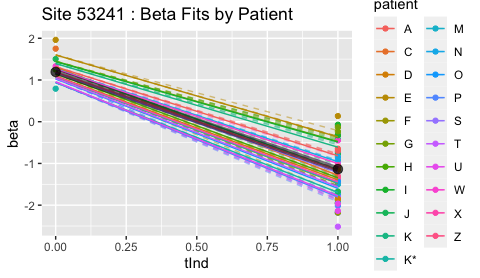 Site 53241 : Beta Fits by Patient
beta
2
1
0
-1
-2
0.00 0.25 0.50 0.75 1.00
tInd
patient
A M
C N
D O
E P
F S
G T
H U
I W
J X
K Z
K*